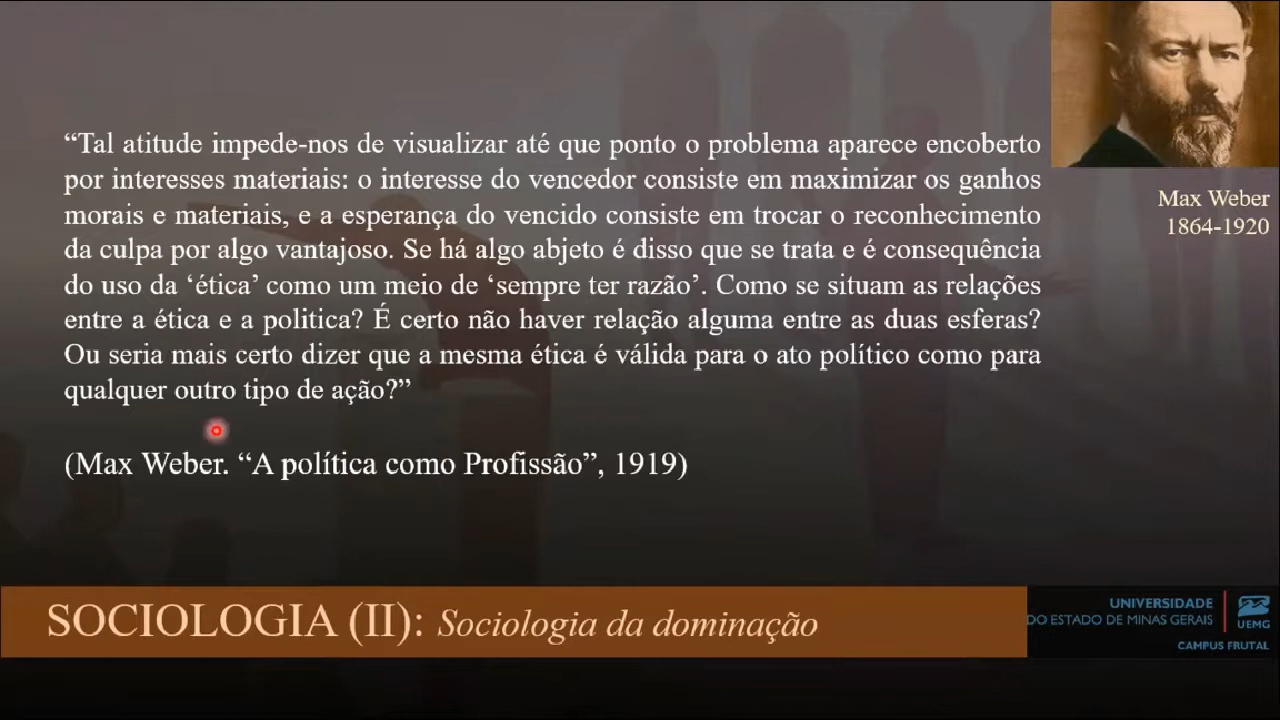 “Tal atitude impede-nos de visualizar até que ponto o problema aparece encoberto
por interesses materiais: o interesse do vencedor consiste em maximizar os ganhos
morais e materiais, e a esperança do vencido consiste em trocar o reconhecimento
da culpa por algo vantajoso. Se há algo abjeto é disso que se trata e é consequência
do uso da ‘ética’ como um meio de ‘sempre ter razão’. Como se situam as relações
entre a ética e a politica? É certo não haver relação alguma entre as duas esferas?
Ou seria mais certo dizer que a mesma ética é válida para o ato político como para
qualquer outro tipo de ação?”
(Max Weber. “A política como Profissão”, 1919)
Max Weber
1864-1920
SOCIOLOGIA (II): Sociologia da dominação
UNIVERSIDADE
DO ESTADO DE MINAS GERAIS
UEMG
CAMPUS FRUTAL